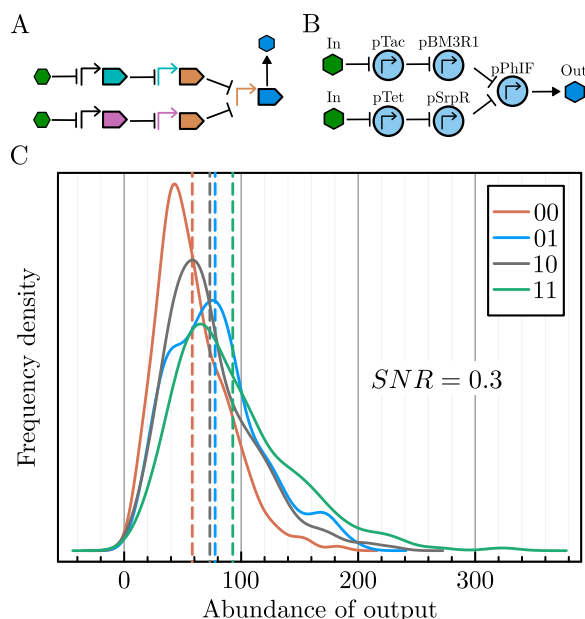 A
B
In pTac pBM3R1
pPhIF Out
In pTet pSrpR
C
00
01
10
11
SNR = 0.3
Frequency density
0 100 200 300
Abundance of output